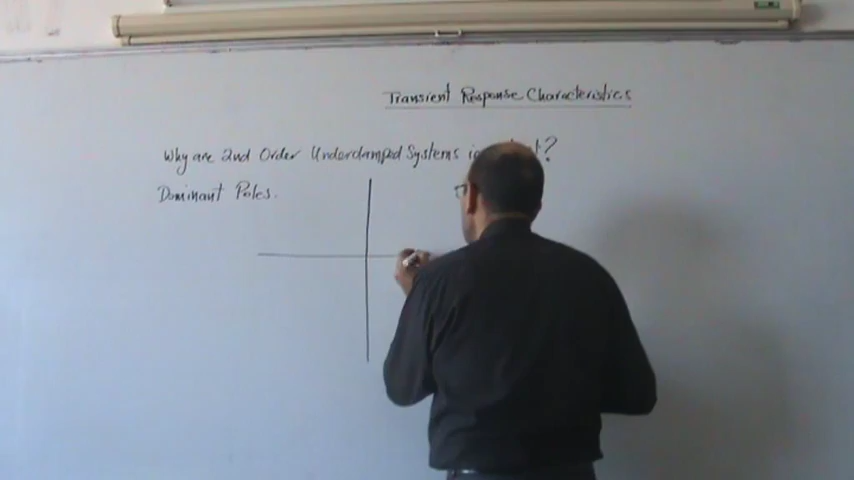 Transient Response Characteristics
Why are 2nd Order Underdamped Systems ?
Dominant Poles.